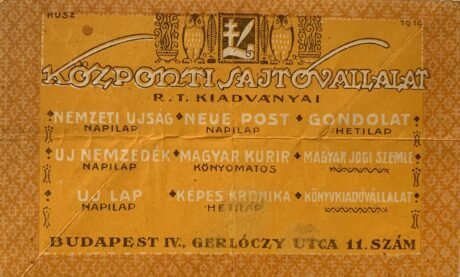 HUSZ 1919
KÖZPONTI SAJTÓVÁLLALAT
R.T. KIADVÁNYAI
NEMZETI UJSÁG NEUE POST GONDOLAT
NAPILAP NAPILAP HETILAP
UJ NEMZEDÉK MAGYAR KURIR MAGYAR JOGI SZEMLE
NAPILAP KŐNYOMATOS
UJ LAP KÉPES KRÓNIKA KÖNYVKIADÓVÁLLALAT
NAPILAP HETILAP
BUDAPEST IV., GERLÓCZY UTCA 11. SZÁM